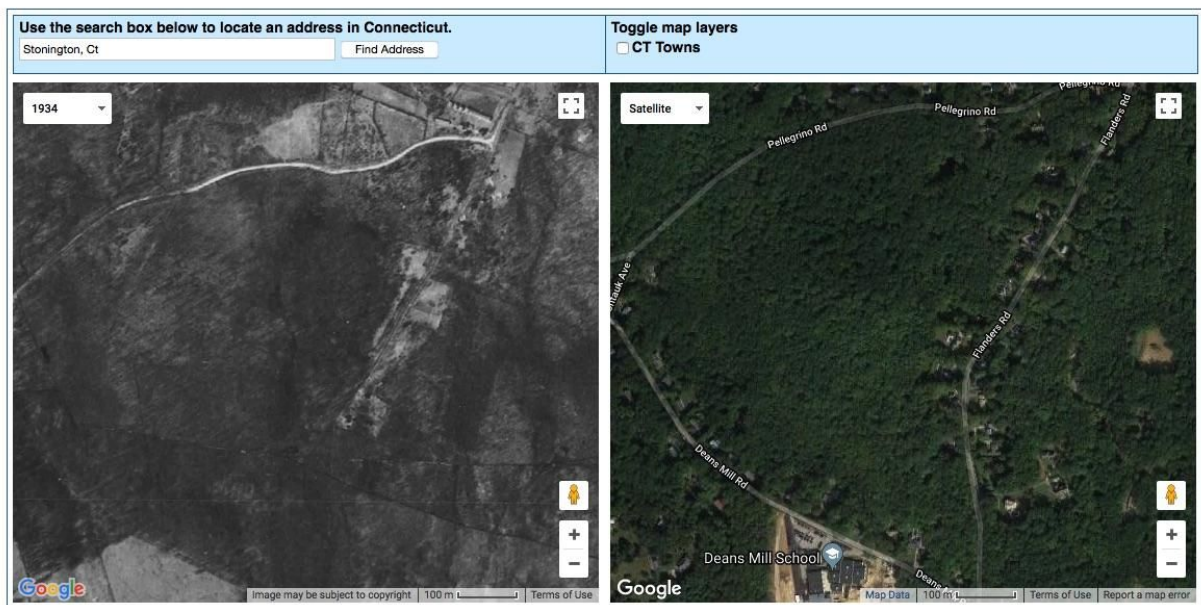 Use the search box below to locate an address in Connecticut.
Stonington, Ct
Find Address
Toggle map layers
CT Towns
1934
Google
Image may be subject to copyright
100 m
Terms of Use
Satellite
Pellegrino Rd
Pellegrino Rd
Pellegrino Rd
Flanders Rd
Flanders Rd
Deans Mill Rd
Deans Mill School
Google
Map Data
100 m
Terms of Use
Report a map error